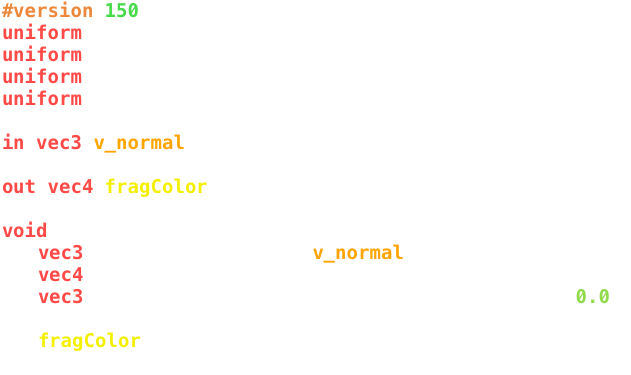 #version 150
uniform
uniform
uniform
uniform
in vec3 v_normal
out vec4 fragColor
void
vec3 v_normal
vec4
vec3 0.0
fragColor